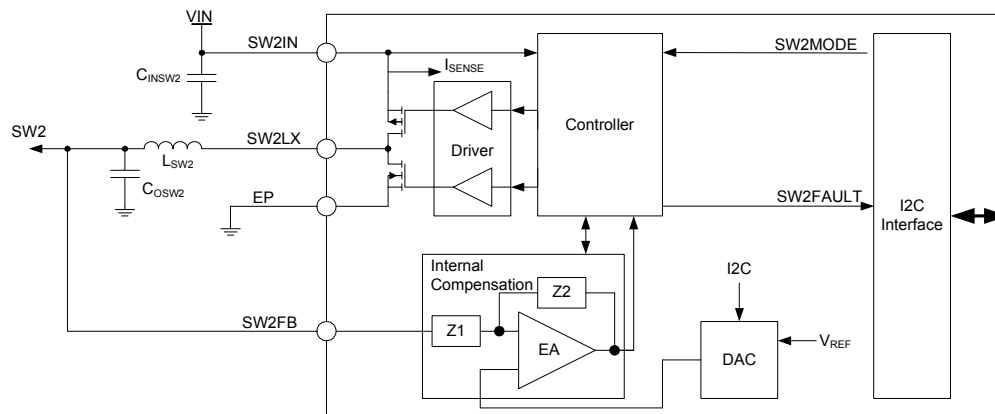 VIN
SW2IN
SW2MODE
CINSW2
ISENSE
Controller
SW2
SW2LX
Driver
LSW2
COSW2
EP
SW2FAULT
I2C
Interface
Internal
Compensation
I2C
Z2
SW2FB
Z1
EA
DAC
VREF